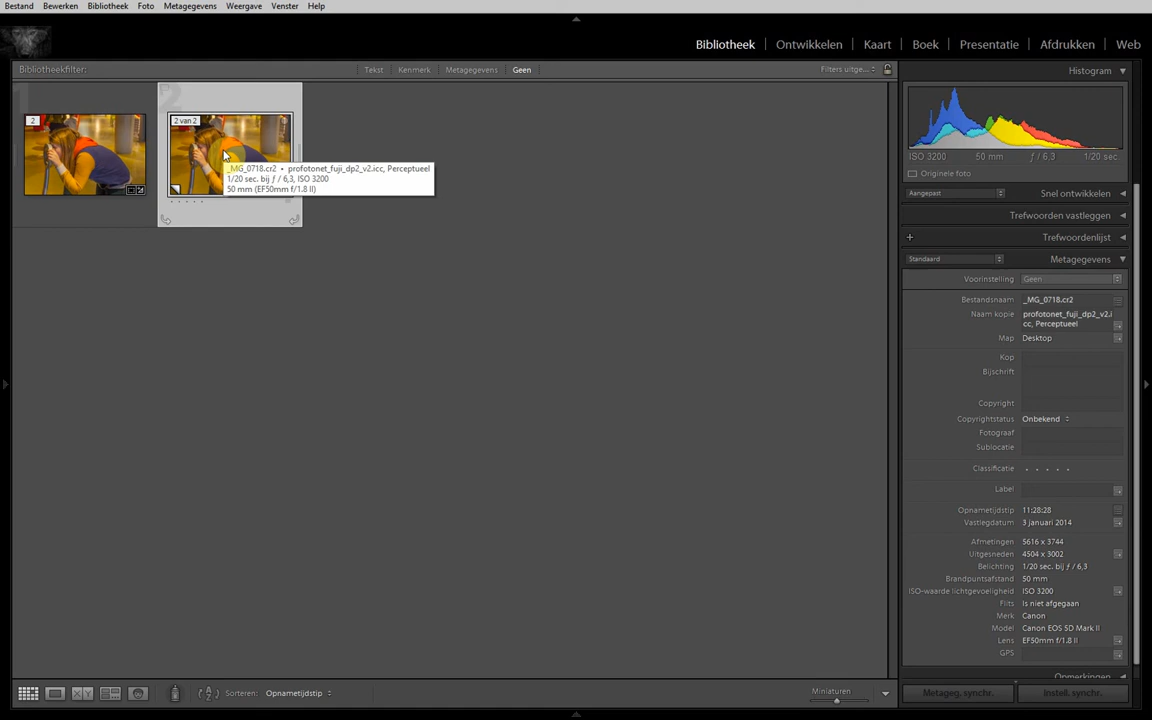 Bestand Bewerken Bibliotheek Foto Metagegevens Weergave Venster Help
Bibliotheek | Ontwikkelen | Kaart | Boek | Presentatie | Afdrukken | Web
Bibliotheekfilter: Tekst Kenmerk Metagegevens Geen Filters uitge...
Histogram
1
2
2
2 van 2
_MG_0718.cr2 • profotonet_fuji_dp2_v2.icc, Perceptueel
1/20 sec. bij ƒ / 6,3, ISO 3200
50 mm (EF50mm f/1.8 II)
ISO 3200 50 mm ƒ / 6,3 1/20 sec.
Originele foto
Aangepast Snel ontwikkelen
Trefwoorden vastleggen
+ Trefwoordenlijst
Standaard Metagegevens
Voorinstelling Geen
Bestandsnaam _MG_0718.cr2
Naam kopie profotonet_fuji_dp2_v2.i
cc, Perceptueel
Map Desktop
Kop
Bijschrift
Copyright
Copyrightstatus Onbekend
Fotograaf
Sublocatie
Classificatie
Label
Opnametijdstip 11:28:28
Vastlegdatum 3 januari 2014
Afmetingen 5616 x 3744
Uitgesneden 4504 x 3002
Belichting 1/20 sec. bij ƒ / 6,3
Brandpuntsafstand 50 mm
ISO-waarde lichtgevoeligheid ISO 3200
Flits Is niet afgegaan
Merk Canon
Model Canon EOS 5D Mark II
Lens EF50mm f/1.8 II
GPS
Opmerkingen
X Y Sorteren: Opnametijdstip Miniaturen
Metageg. synchr. Instell. synchr.